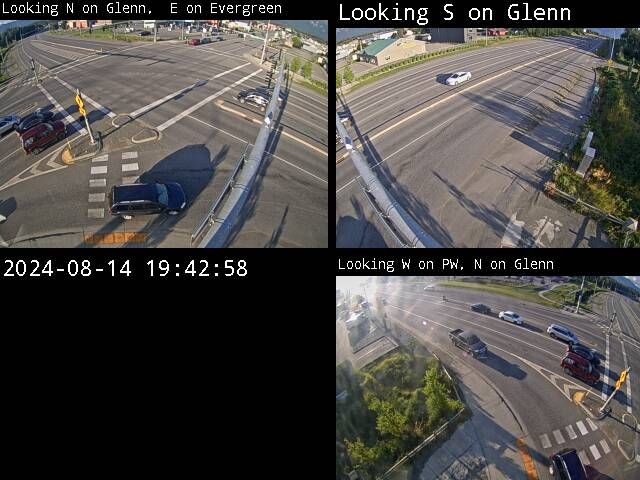 Looking N on Glenn,  E on Evergreen
Looking S on Glenn
2024-08-14 19:42:58
Looking W on PW, N on Glenn